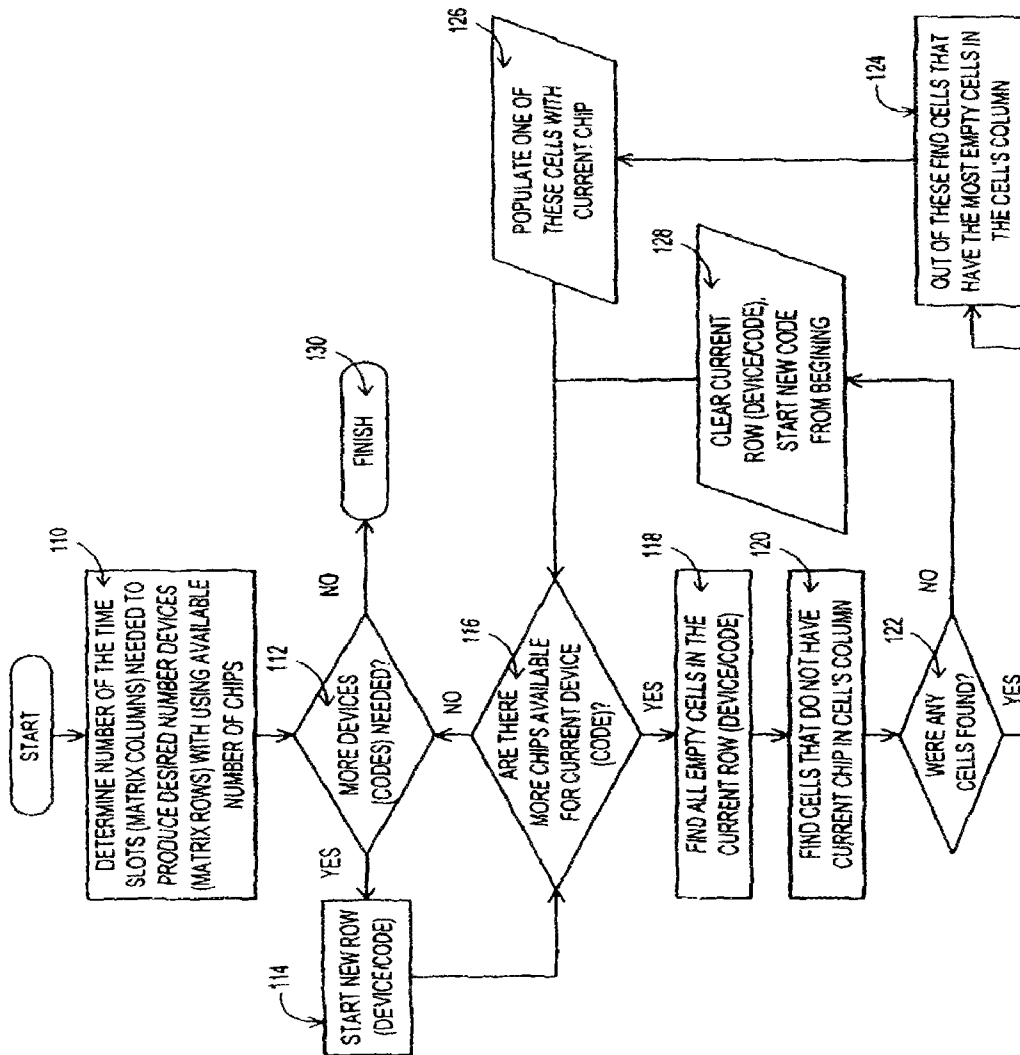 START
110
DETERMINE NUMBER OF THE TIME
SLOTS (MATRIX COLUMNS) NEEDED TO
PRODUCE DESIRED NUMBER DEVICES
(MATRIX ROWS) WITH USING AVAILABLE
NUMBER OF CHIPS
112
MORE DEVICES
(CODES) NEEDED?
NO
FINISH
130
YES
114
START NEW ROW
(DEVICE/CODE)
NO
116
ARE THERE
MORE CHIPS AVAILABLE
FOR CURRENT DEVICE
(CODE)?
YES
118
FIND ALL EMPTY CELLS IN THE
CURRENT ROW (DEVICE/CODE)
120
FIND CELLS THAT DO NOT HAVE
CURRENT CHIP IN CELL'S COLUMN
122
WERE ANY
CELLS FOUND?
NO
YES
128
CLEAR CURRENT
ROW (DEVICE/CODE),
START NEW CODE
FROM BEGINING
124
OUT OF THESE FIND CELLS THAT
HAVE THE MOST EMPTY CELLS IN
THE CELL'S COLUMN
126
POPULATE ONE OF
THESE CELLS WITH
CURRENT CHIP